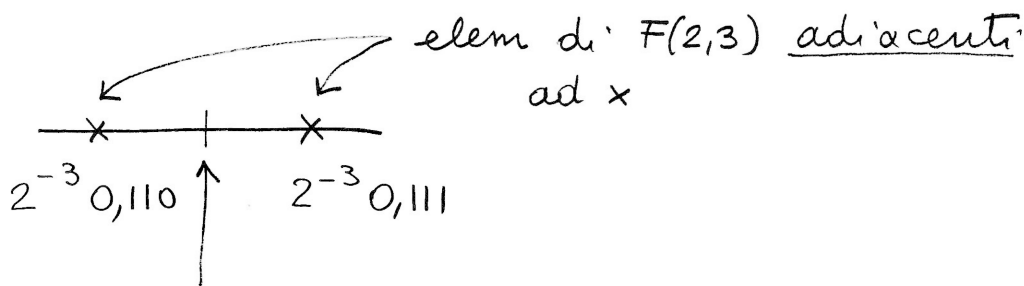 elem di F(2,3) adiacenti
ad x
2⁻³ 0,110 2⁻³ 0,111